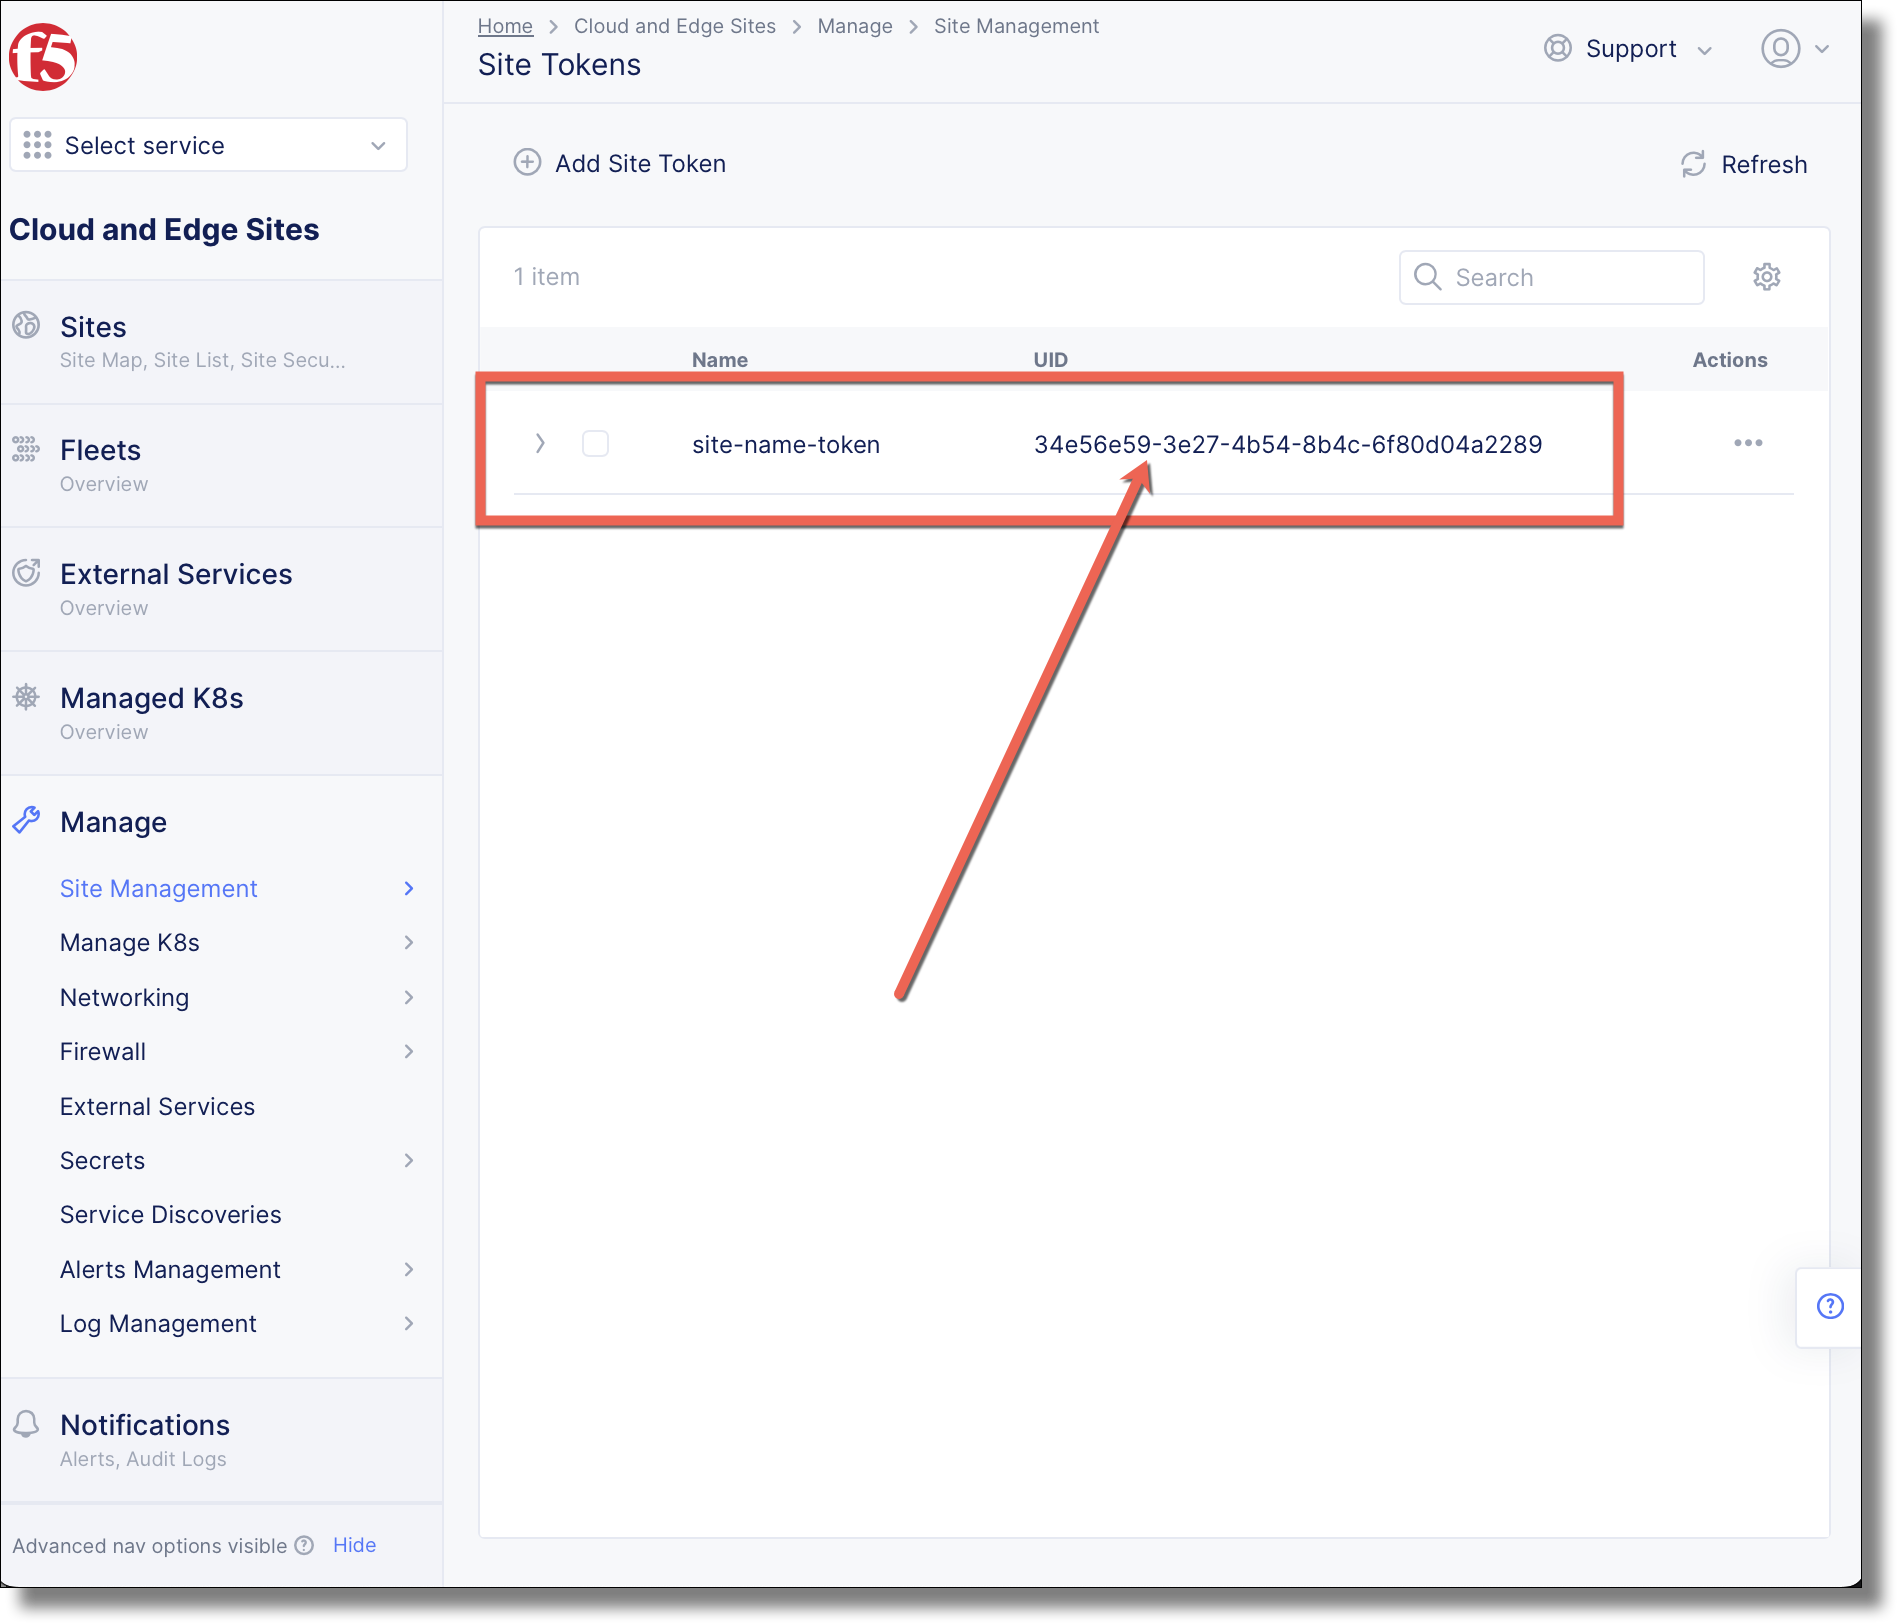 f5
Select service
Cloud and Edge Sites
Sites
Site Map, Site List, Site Secu...
Fleets
Overview
External Services
Overview
Managed K8s
Overview
Manage
Site Management
Manage K8s
Networking
Firewall
External Services
Secrets
Service Discoveries
Alerts Management
Log Management
Notifications
Alerts, Audit Logs
Advanced nav options visible ? Hide
Home > Cloud and Edge Sites > Manage > Site Management
Site Tokens
Support
Add Site Token
Refresh
1 item
Search
Name UID Actions
site-name-token 34e56e59-3e27-4b54-8b4c-6f80d04a2289 •••
?